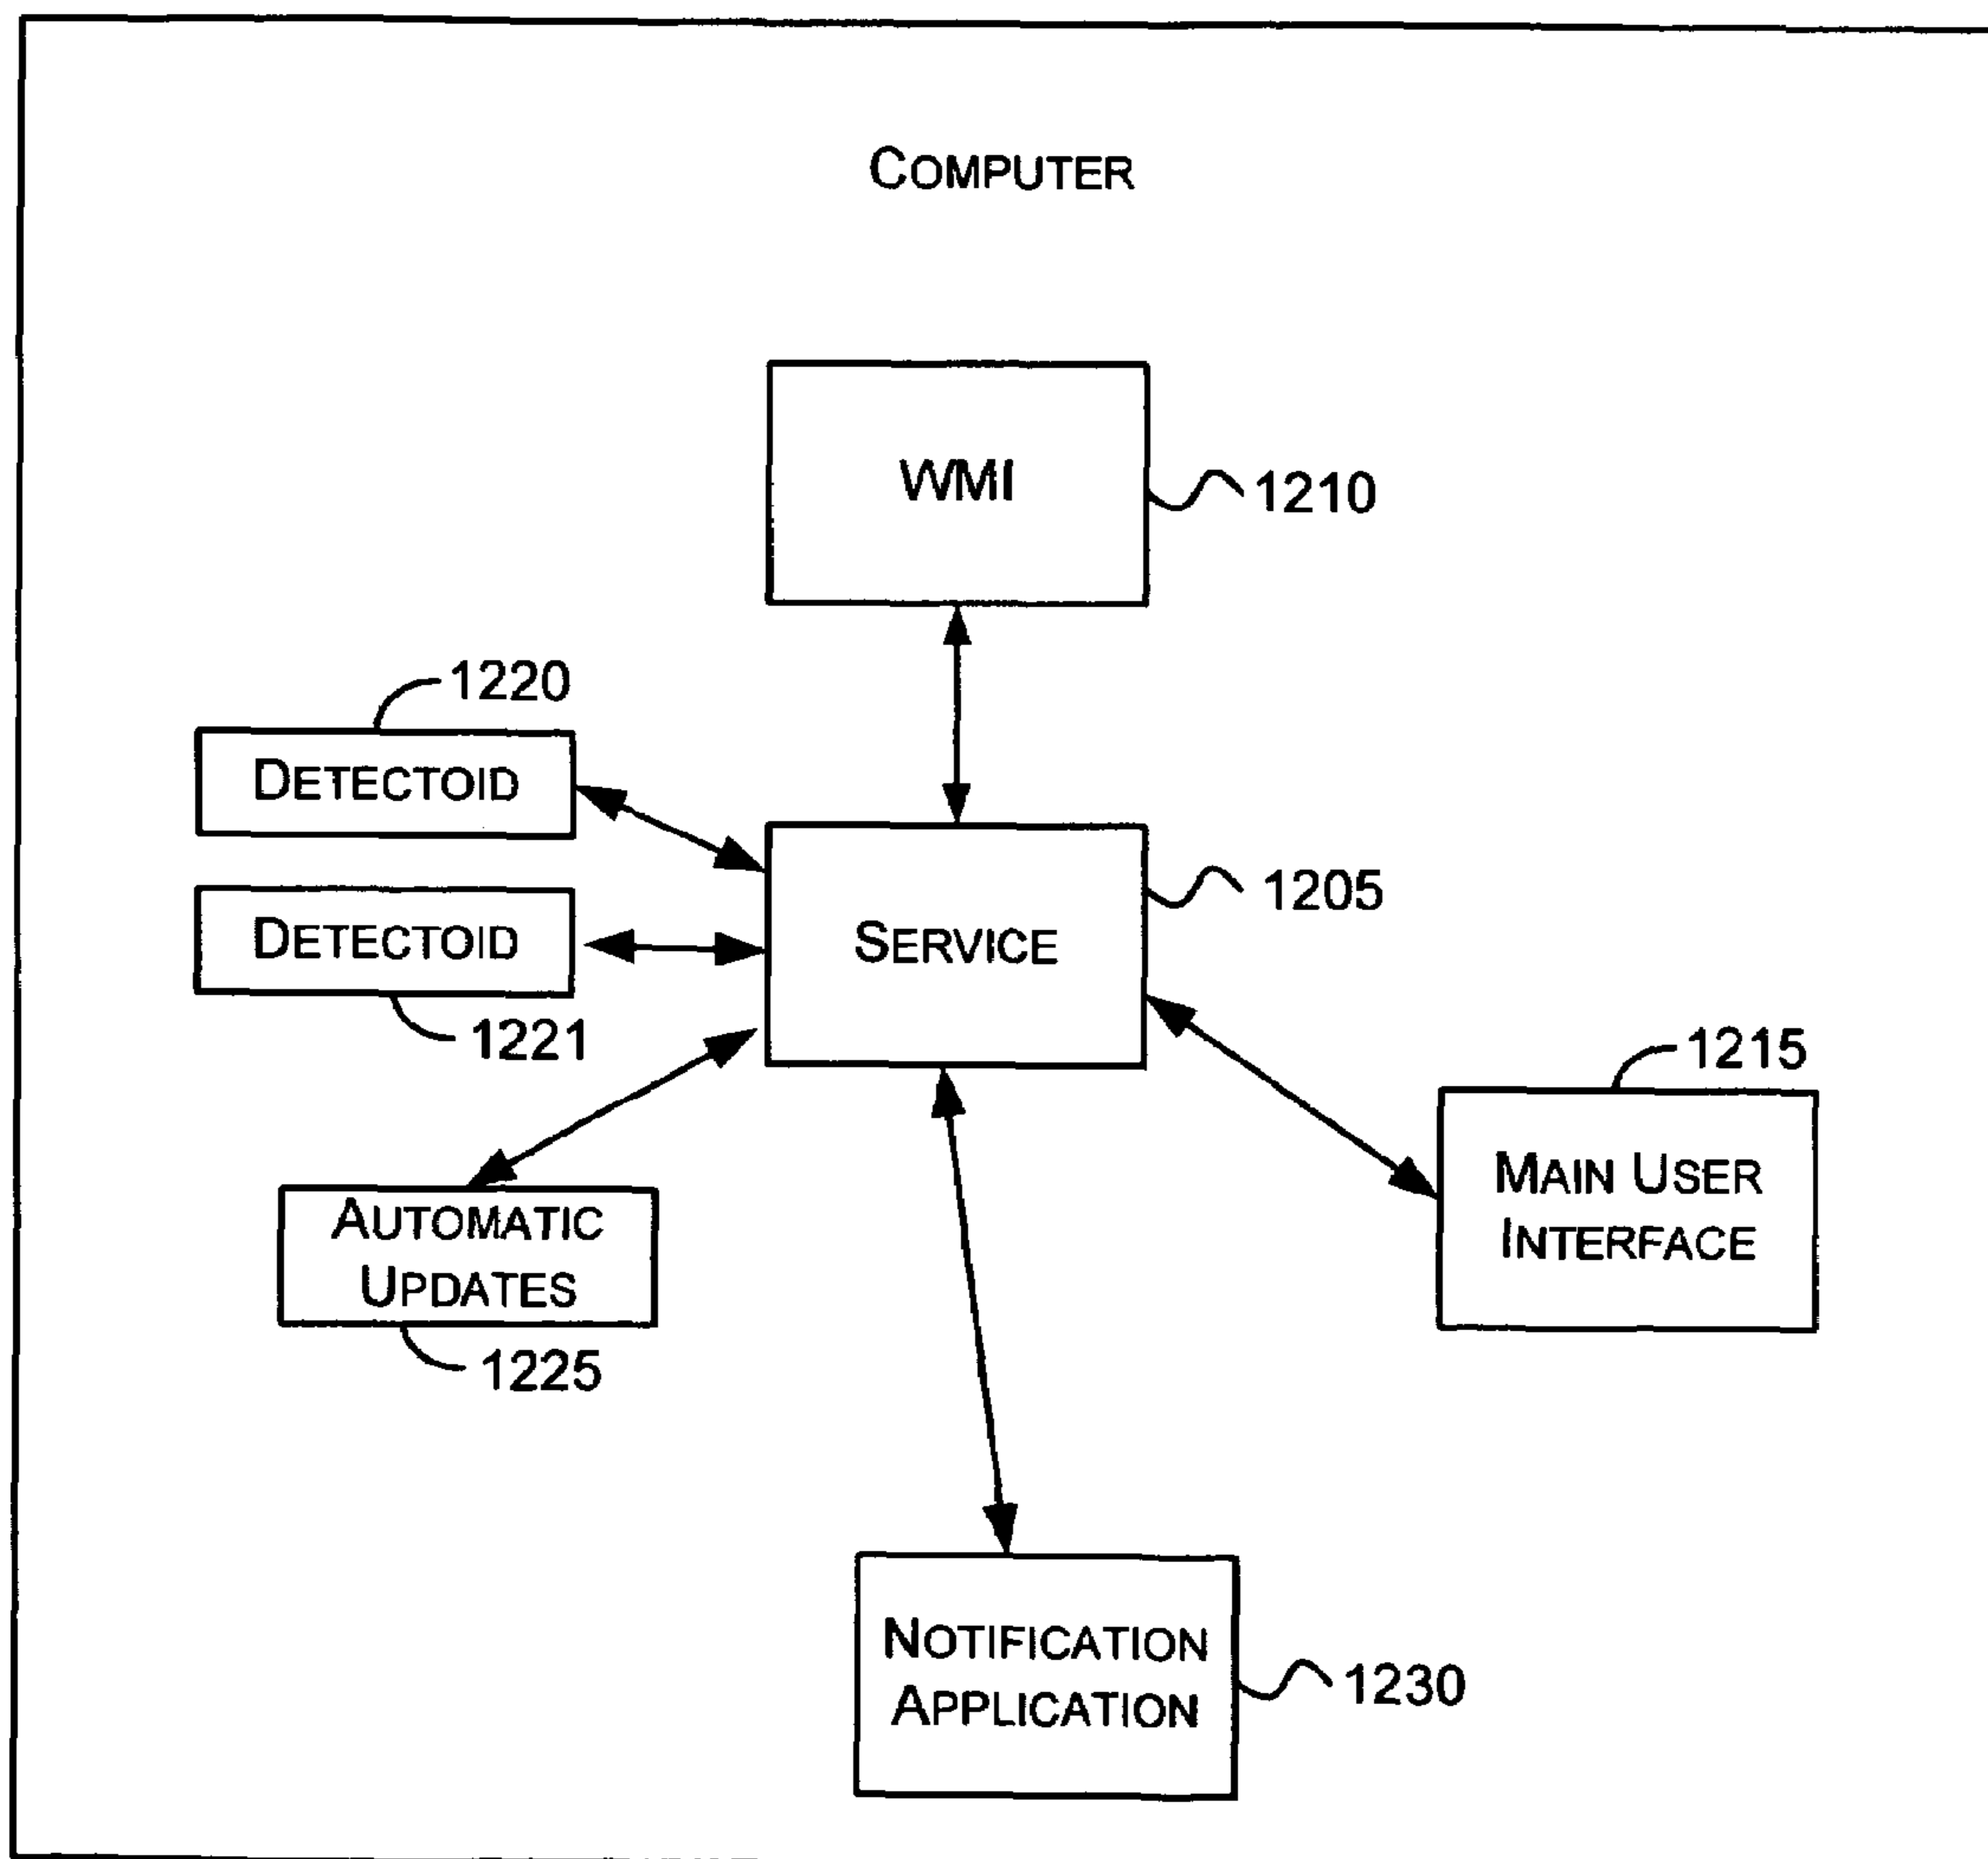 COMPUTER
WMI
1210
1220
DETECTOID
1205
DETECTOID
SERVICE
1221
1215
MAIN USER
INTERFACE
AUTOMATIC
UPDATES
1225
NOTIFICATION
APPLICATION
1230